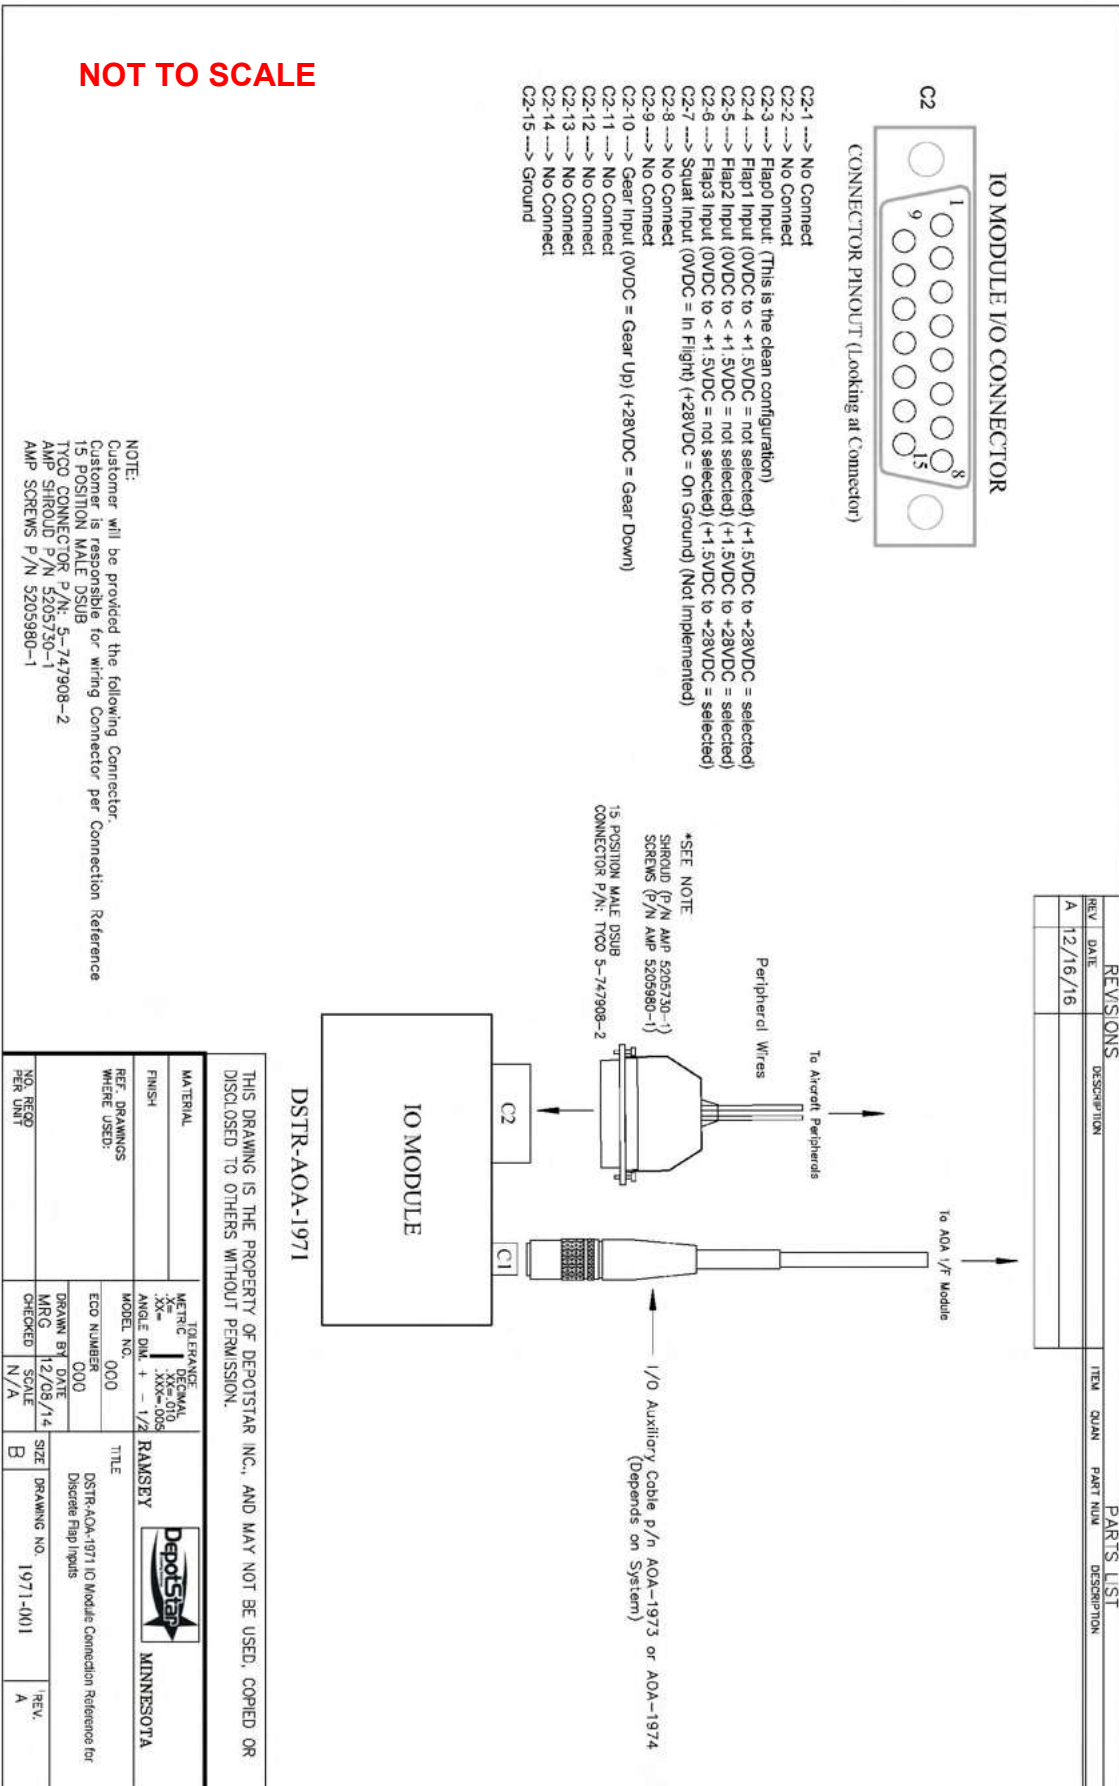 NOT TO SCALE
IO MODULE I/O CONNECTOR
C2
1
8
9
15
CONNECTOR PINOUT (Looking at Connector)
C2-1 ---> No Connect
C2-2 ---> No Connect
C2-3 ---> Flap0 Input: (This is the clean configuration)
C2-4 ---> Flap1 Input (0VDC to < +1.5VDC = not selected) (+1.5VDC to +28VDC = selected)
C2-5 ---> Flap2 Input (0VDC to < +1.5VDC = not selected) (+1.5VDC to +28VDC = selected)
C2-6 ---> Flap3 Input (0VDC to < +1.5VDC = not selected) (+1.5VDC to +28VDC = selected)
C2-7 ---> Squat Input (0VDC = In Flight) (+28VDC = On Ground) (Not Implemented)
C2-8 ---> No Connect
C2-9 ---> No Connect
C2-10 ---> Gear Input (0VDC = Gear Up) (+28VDC = Gear Down)
C2-11 ---> No Connect
C2-12 ---> No Connect
C2-13 ---> No Connect
C2-14 ---> No Connect
C2-15 ---> Ground
NOTE:
Customer will be provided the following Connector.
Customer is responsible for wiring Connector per Connection Reference
15 POSITION MALE DSUB
TYCO CONNECTOR P/N: 5-747908-2
AMP SHROUD P/N 5205730-1
AMP SCREWS P/N 5205980-1
REVISIONS
REV DATE DESCRIPTION
A 12/16/16
PARTS LIST
ITEM QUAN PART NUM DESCRIPTION
To Aircraft Peripherals
To AOA I/F Module
Peripheral Wires
*SEE NOTE
SHROUD (P/N AMP 5205730-1)
SCREWS (P/N AMP 5205980-1)
15 POSITION MALE DSUB
CONNECTOR P/N: TYCO 5-747908-2
I/O Auxiliary Cable p/n AOA-1973 or AOA-1974
(Depends on System)
C2
C1
IO MODULE
DSTR-AOA-1971
THIS DRAWING IS THE PROPERTY OF DEPOTSTAR INC., AND MAY NOT BE USED, COPIED OR
DISCLOSED TO OTHERS WITHOUT PERMISSION.
MATERIAL
FINISH
REF. DRAWINGS
WHERE USED:
NO. REQD
PER UNIT
TOLERANCE
METRIC DECIMAL
.X= .XX=.010
.XX= .XXX=.005
ANGLE DIM. + - 1/2
MODEL NO.
000
ECO NUMBER
000
DRAWN BY DATE
MRG 12/08/14
CHECKED SCALE
N/A
RAMSEY
DepotStar
MINNESOTA
TITLE
DSTR-AOA-1971 IO Module Connection Reference for
Discrete Flap Inputs
SIZE DRAWING NO. REV.
B 1971-001 A